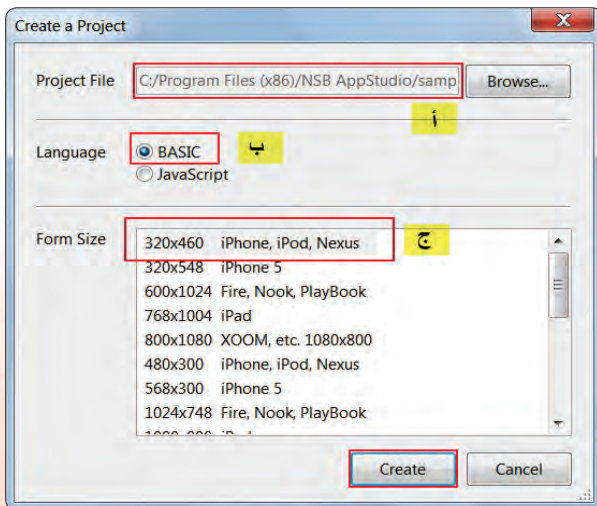 Create a Project
Project File C:/Program Files (x86)/NSB AppStudio/samp Browse...
أ
Language BASIC ب
JavaScript
Form Size 320x460 iPhone, iPod, Nexus ج
320x548 iPhone 5
600x1024 Fire, Nook, PlayBook
768x1004 iPad
800x1080 XOOM, etc. 1080x800
480x300 iPhone, iPod, Nexus
568x300 iPhone 5
1024x748 Fire, Nook, PlayBook
Create Cancel